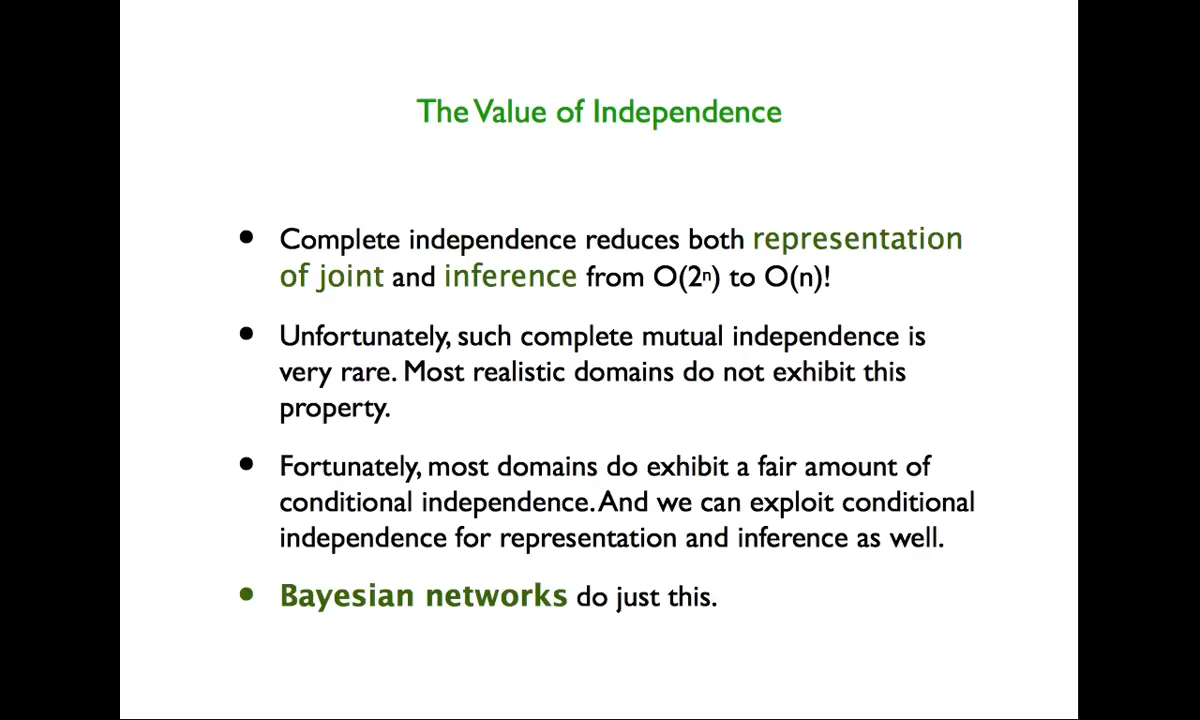 The Value of Independence
• Complete independence reduces both representation
of joint and inference from O(2ⁿ) to O(n)!
• Unfortunately, such complete mutual independence is
very rare. Most realistic domains do not exhibit this
property.
• Fortunately, most domains do exhibit a fair amount of
conditional independence. And we can exploit conditional
independence for representation and inference as well.
• Bayesian networks do just this.